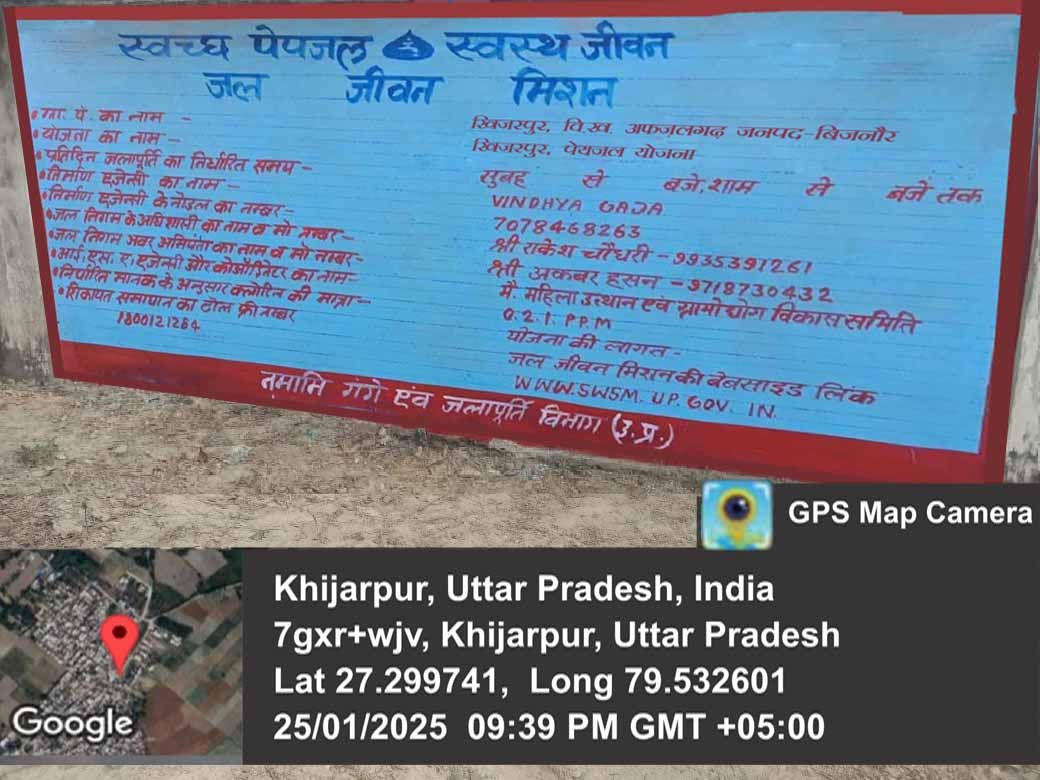 स्वच्छ पेयजल स्वस्थ जीवन
जल जीवन मिशन
• ग्रा. पं. का नाम - खिजरपुर, वि.ख. अफजलगढ़ जनपद-बिजनौर
• योजना का नाम - खिजरपुर, पेयजल योजना
• प्रतिदिन जलापूर्ति का निर्धारित समय - सुबह से बजे, शाम से बजे तक
• निर्माण एजेन्सी का नाम - VINDHYA GAJA
• निर्माण एजेन्सी के नोडल का नम्बर - 7078468263
• जल निगम के अधिशासी का नाम व मो नम्बर - श्री राकेश चौधरी - 9935391261
• जल निगम अवर अभियंता का नाम व मो नम्बर - श्री अकबर हसन - 9718730432
• आई. एस. ए. एजेन्सी और कोऑर्डिनेटर का नाम - मै. महिला उत्थान एवं ग्रामोद्योग विकास समिति
• निर्धारित मानक के अनुसार क्लोरिन की मात्रा - 0.2.1. P.P.M
• शिकायत समाधान का टोल फ्री नम्बर
1800121264
योजना की लागत -
जल जीवन मिशन की वेबसाइड लिंक
WWW.SWSM.UP.GOV. IN.
नमामि गंगे एंव जलापूर्ति विभाग (उ.प्र.)
GPS Map Camera
Google
Khijarpur, Uttar Pradesh, India
7gxr+wjv, Khijarpur, Uttar Pradesh
Lat 27.299741, Long 79.532601
25/01/2025 09:39 PM GMT +05:00